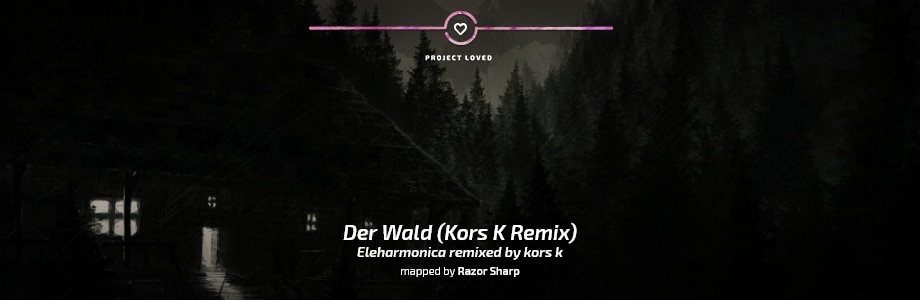 PROJECT LOVED
Der Wald (Kors K Remix)
Eleharmonica remixed by kors k
mapped by Razor Sharp